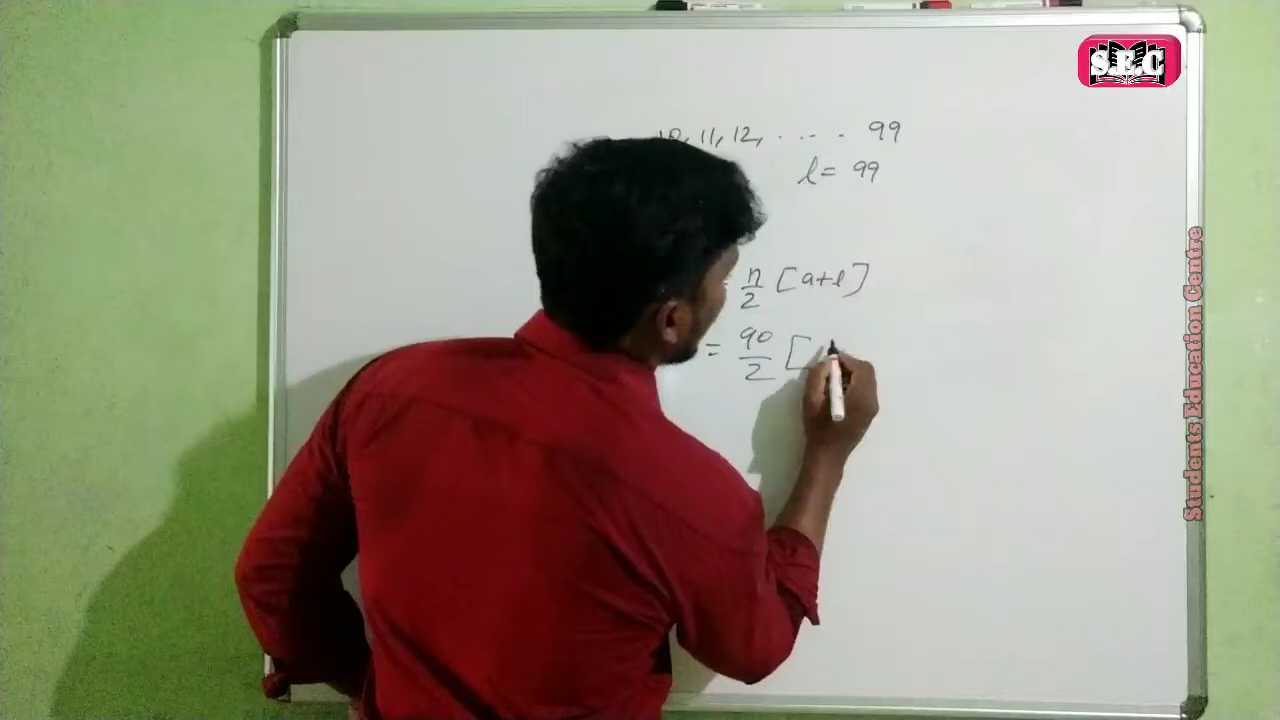 S.E.C
10, 11, 12, ..... 99
l = 99
n/2 [a+l]
= 90/2 [
Students Education Centre